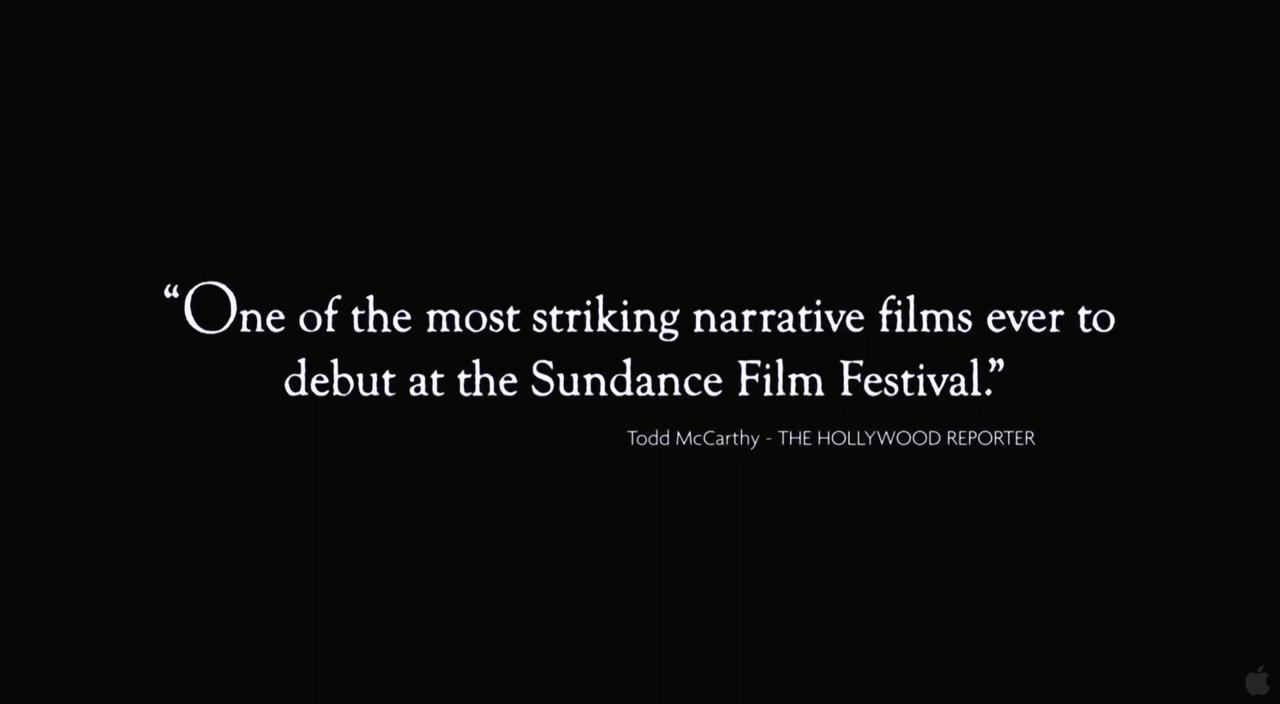 “One of the most striking narrative films ever to
debut at the Sundance Film Festival.”
Todd McCarthy - THE HOLLYWOOD REPORTER